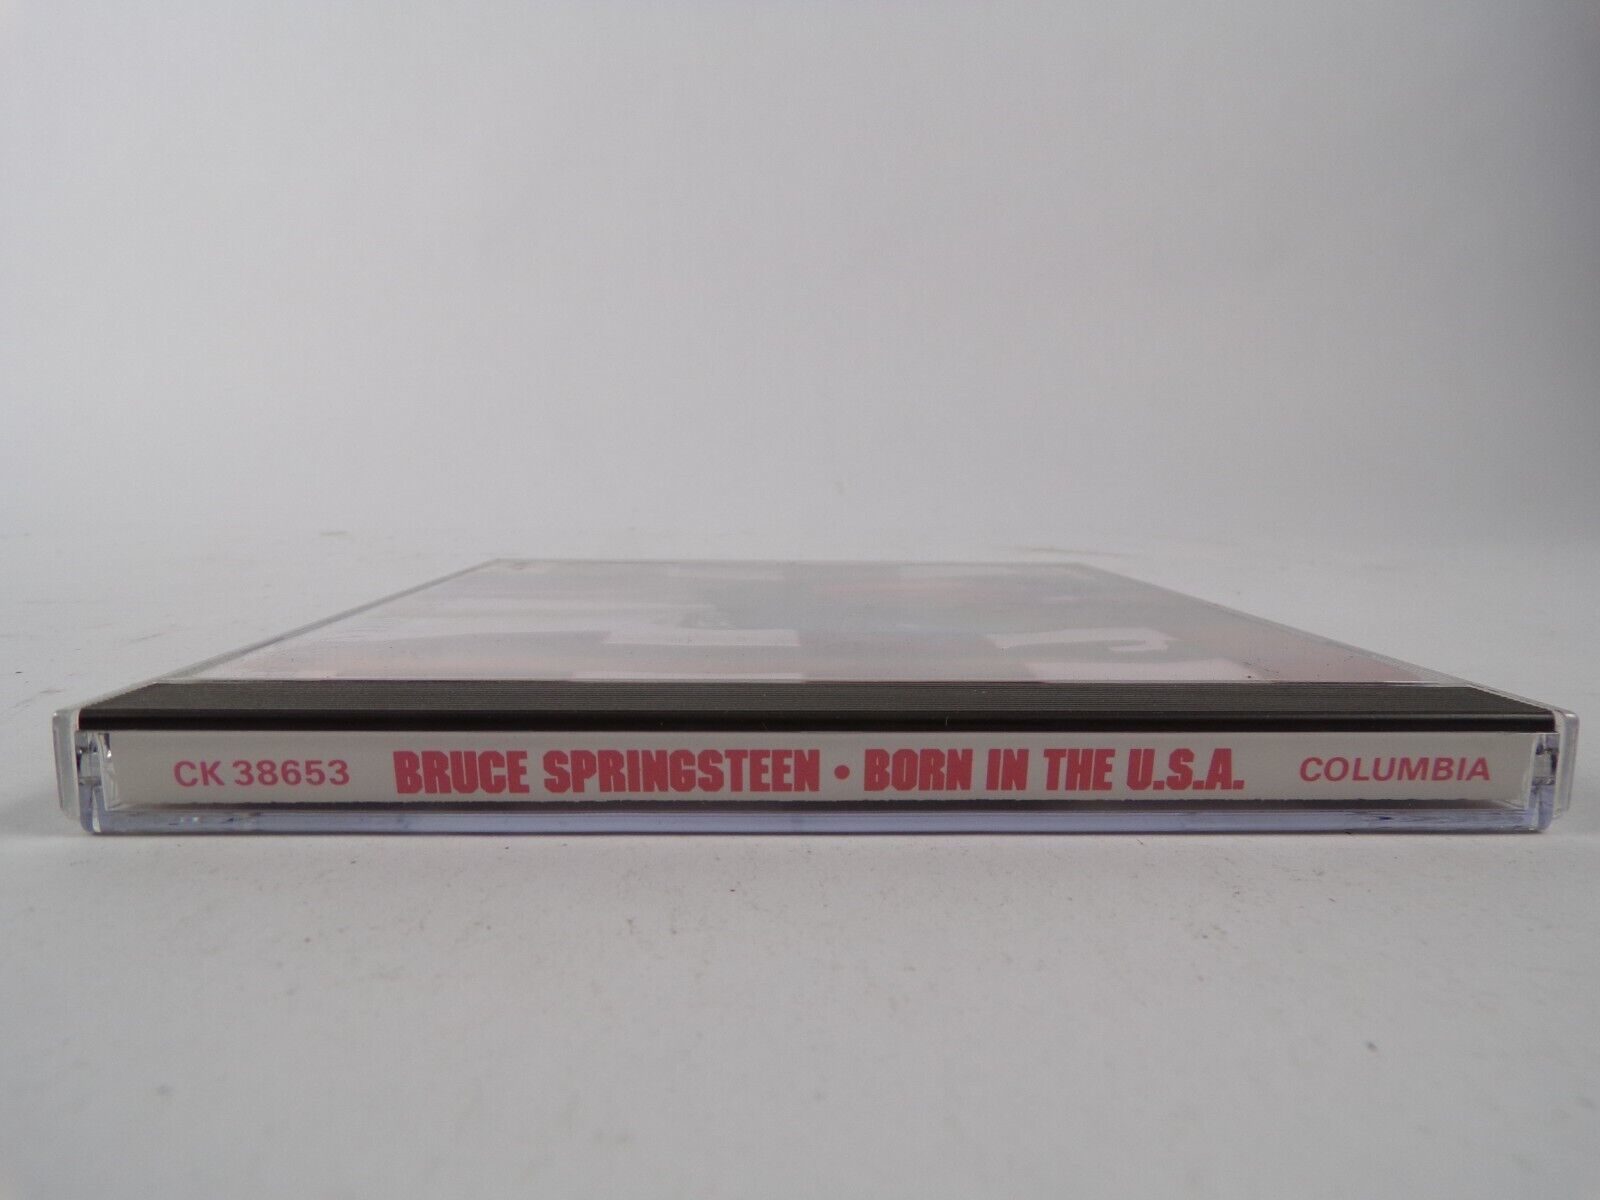 CK 38653 BRUCE SPRINGSTEEN • BORN IN THE U.S.A. COLUMBIA